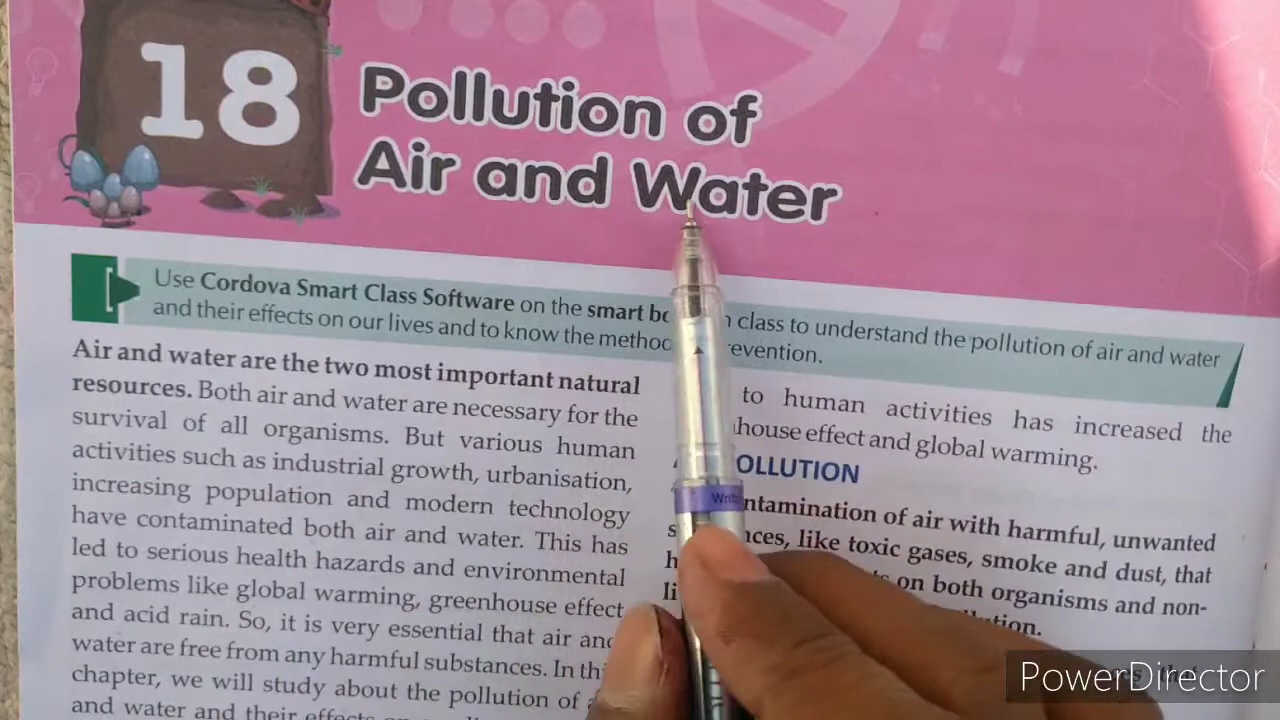 18
Pollution of
Air and Water
Use Cordova Smart Class Software on the smart class to understand the pollution of air and water
and their effects on our lives and to know the
Air and water are the two most important natural
resources. Both air and water are necessary for the
survival of all organisms. But various human
activities such as industrial growth, urbanisation,
increasing population and modern technology
have contaminated both air and water. This has
led to serious health hazards and environmental
problems like global warming, greenhouse effect
and acid rain. So, it is very essential that air and
water are free from any harmful substances. In
chapter, we will study about the pollution of
and water and their effects
to human activities has increased the
effect and global warming.
OLLUTION
ntamination of air with harmful, unwanted
nces, like toxic gases, smoke and dust, that
on both organisms and non-
PowerDirector